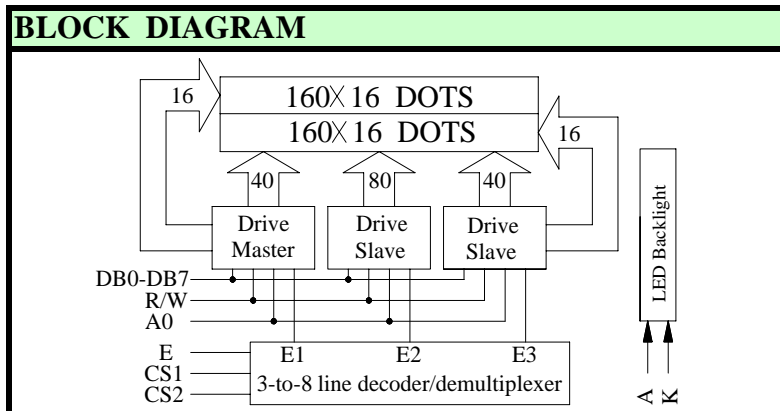 BLOCK DIAGRAM
160X16 DOTS
16
160X16 DOTS
16
40
80
40
Drive
Master
Drive
Slave
Drive
Slave
LED Backlight
DB0-DB7
R/W
A0
E
E1
E2
E3
CS1
3-to-8 line decoder/demultiplexer
CS2
A
K